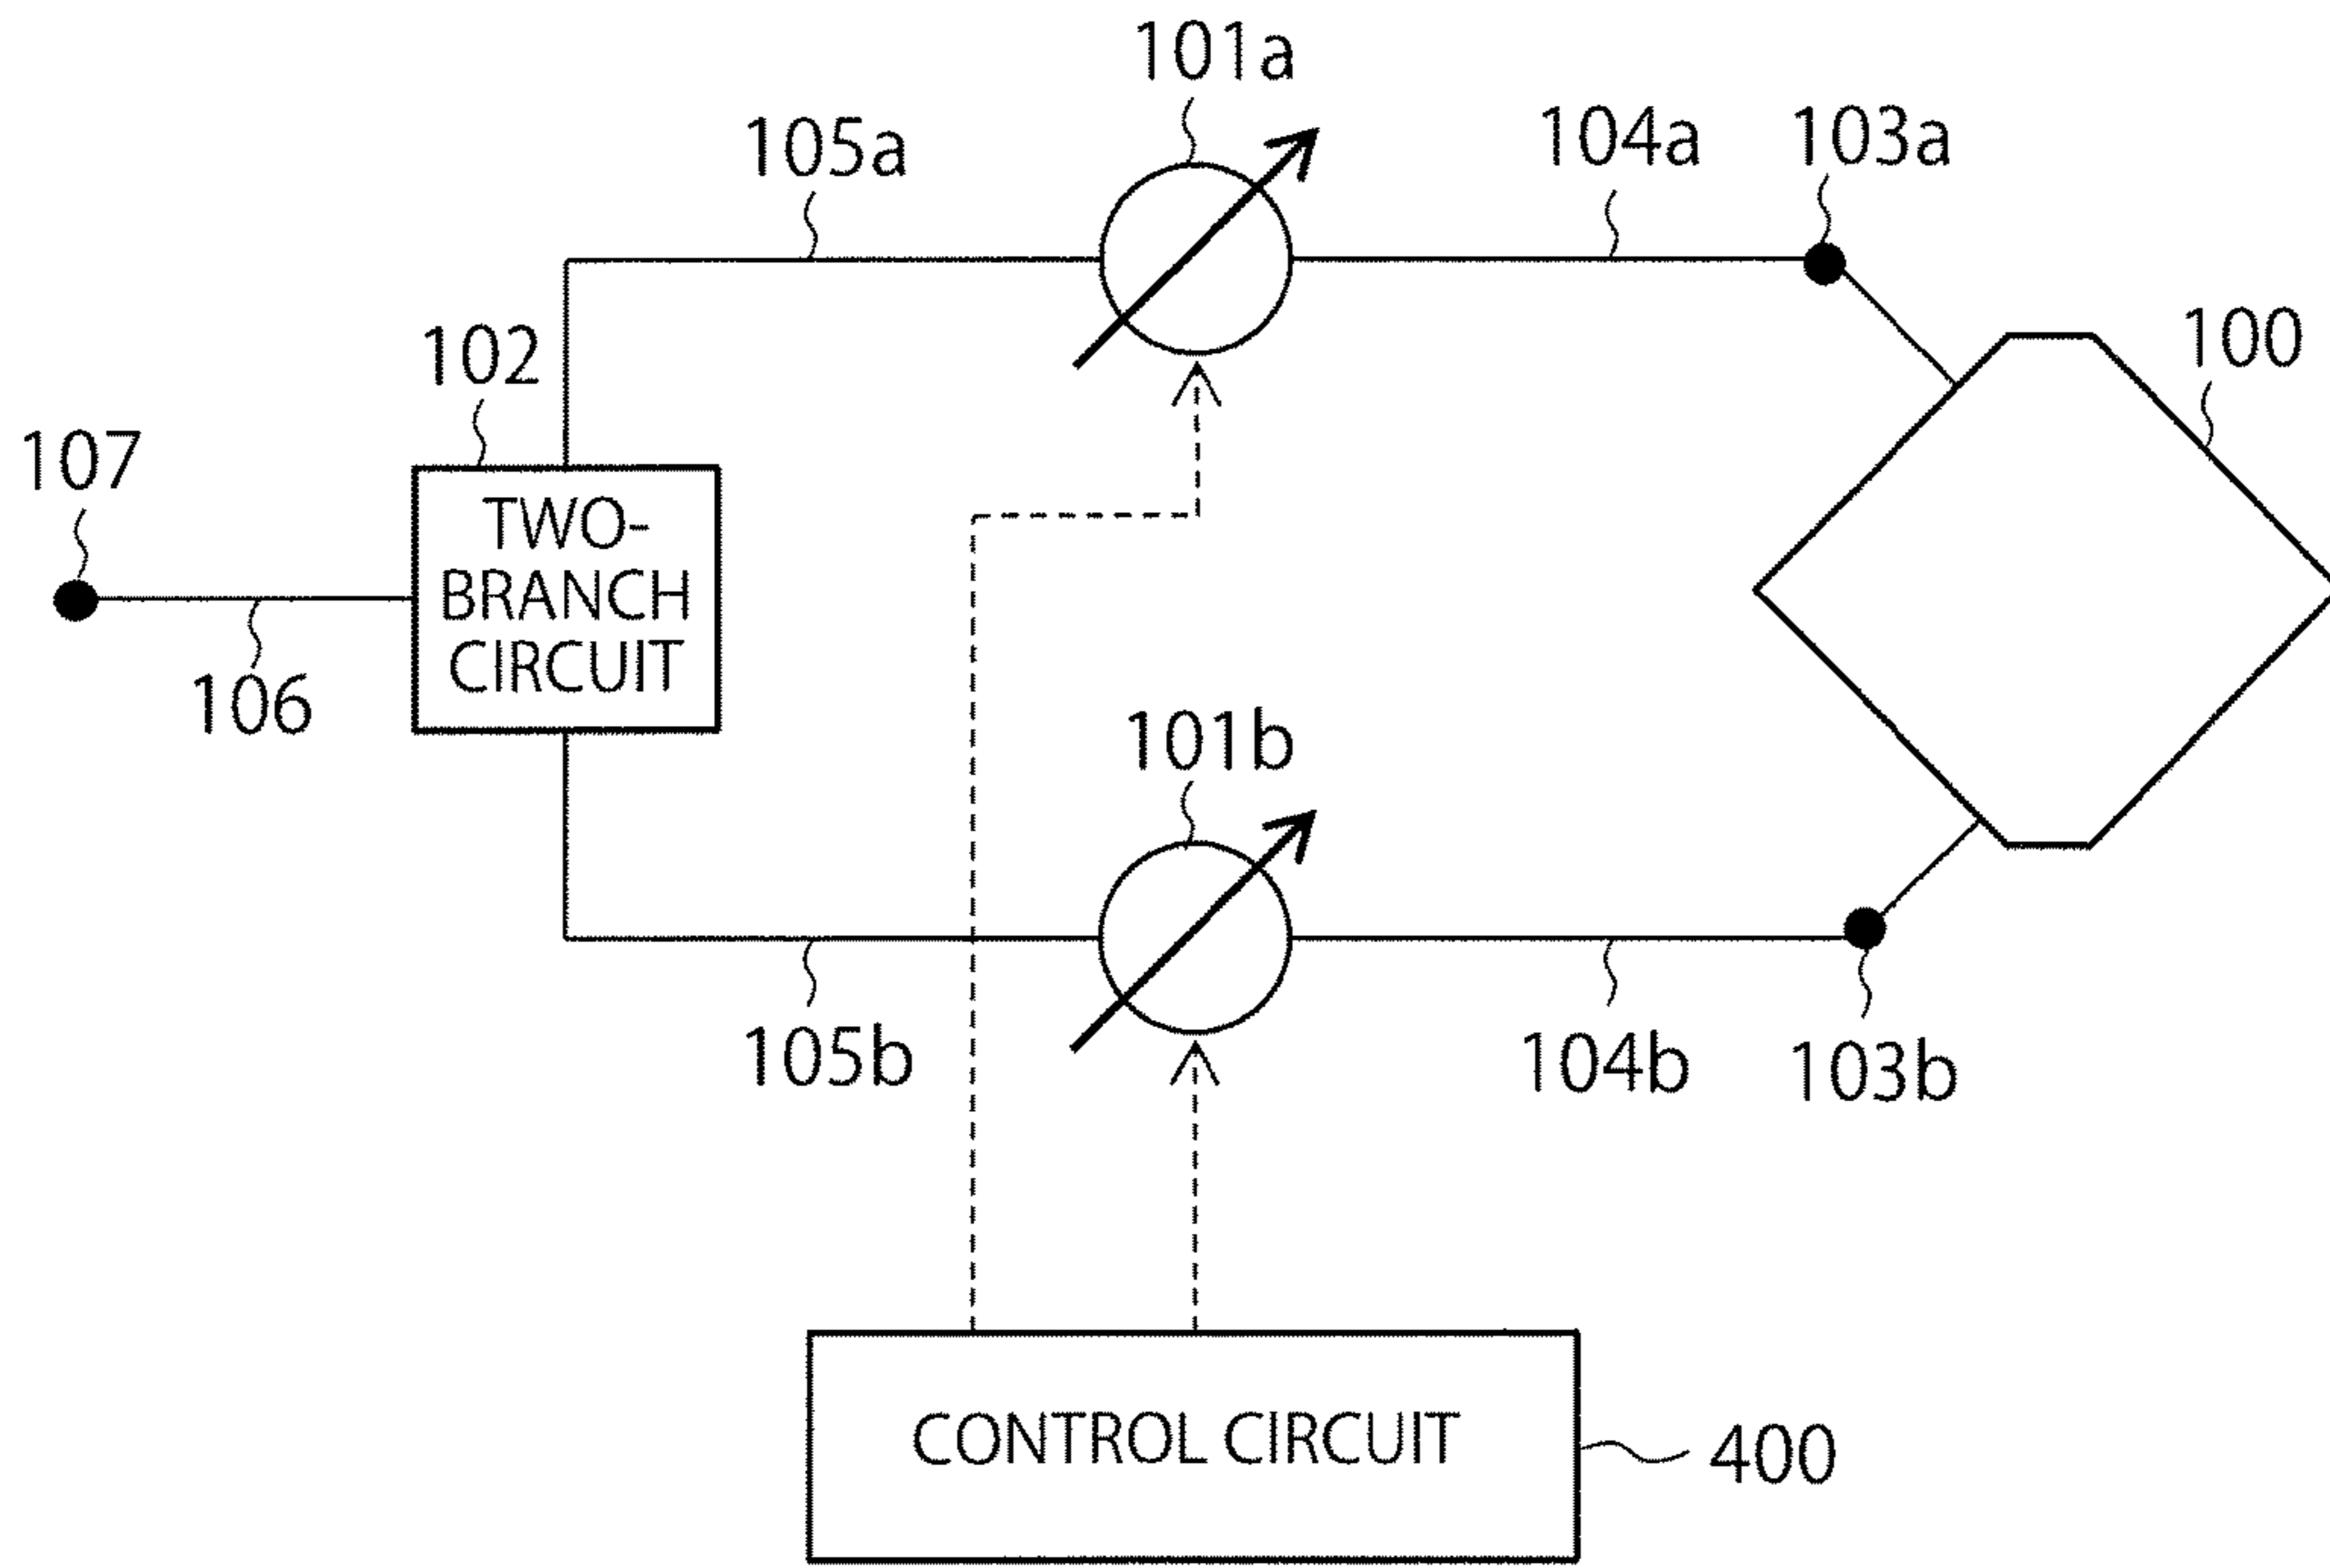 101a
105a
104a
103a
102
100
107
TWO-
BRANCH
CIRCUIT
106
101b
105b
104b
103b
CONTROL CIRCUIT
400